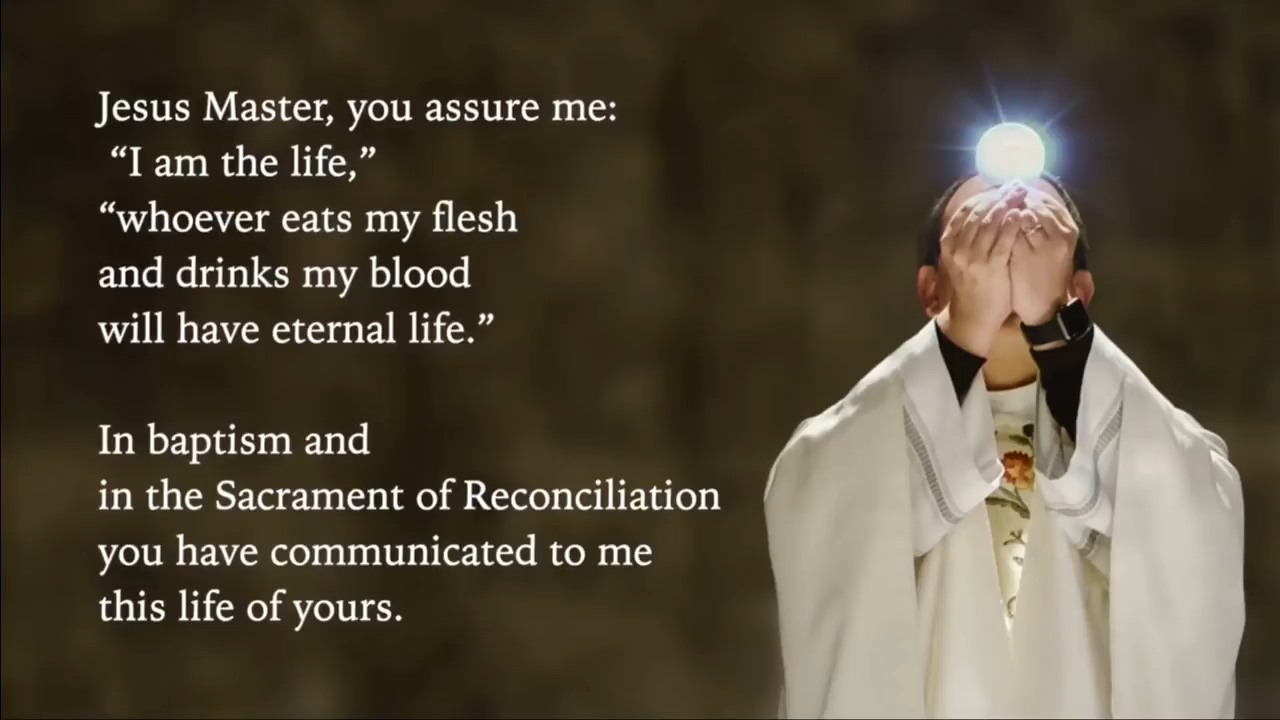 Jesus Master, you assure me:
“I am the life,”
“whoever eats my flesh
and drinks my blood
will have eternal life.”
In baptism and
in the Sacrament of Reconciliation
you have communicated to me
this life of yours.